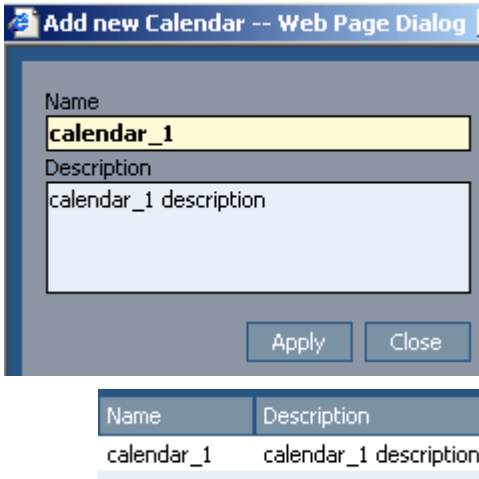 Add new Calendar -- Web Page Dialog
Name
calendar_1
Description
calendar_1 description
Apply Close
Name Description
calendar_1 calendar_1 description